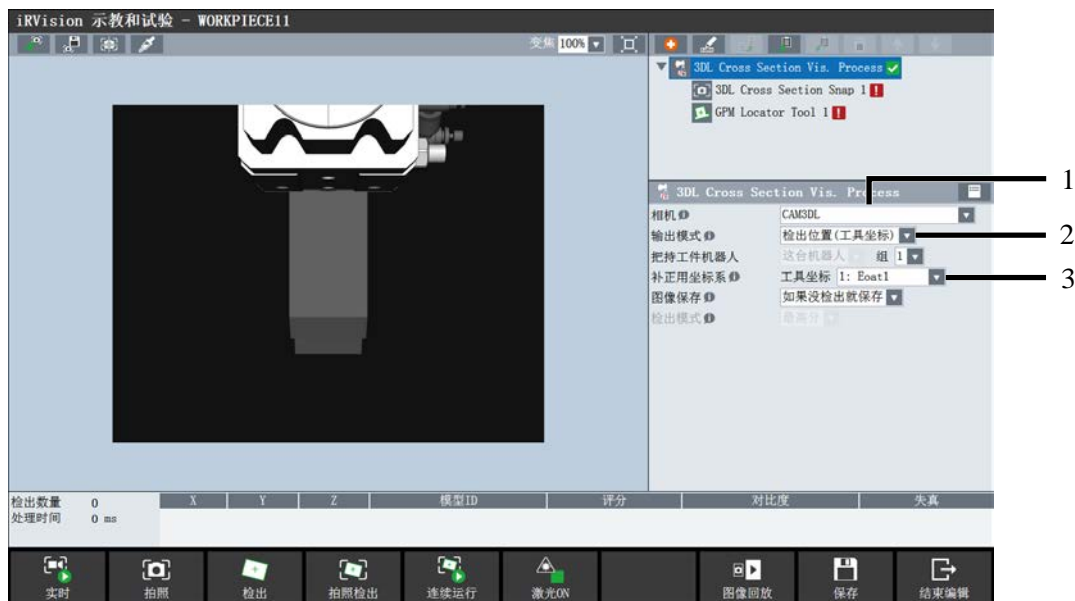 iRVision 示教和试验 - WORKPIECE11
变焦 100%
3DL Cross Section Vis. Process
3DL Cross Section Snap 1
GPM Locator Tool 1
3DL Cross Section Vis. Process
1
相机 CAM3DL
输出模式 检出位置(工具坐标)
2
把持工件机器人 这台机器人 组 1
补正用坐标系 工具坐标 1: Eoat1
3
图像保存 如果没检出就保存
检出模式 最高分
检出数量 0
X Y Z 模型ID 评分 对比度 失真
处理时间 0 ms
实时 拍照 检出 拍照检出 连续运行 激光ON 图像回放 保存 结束编辑